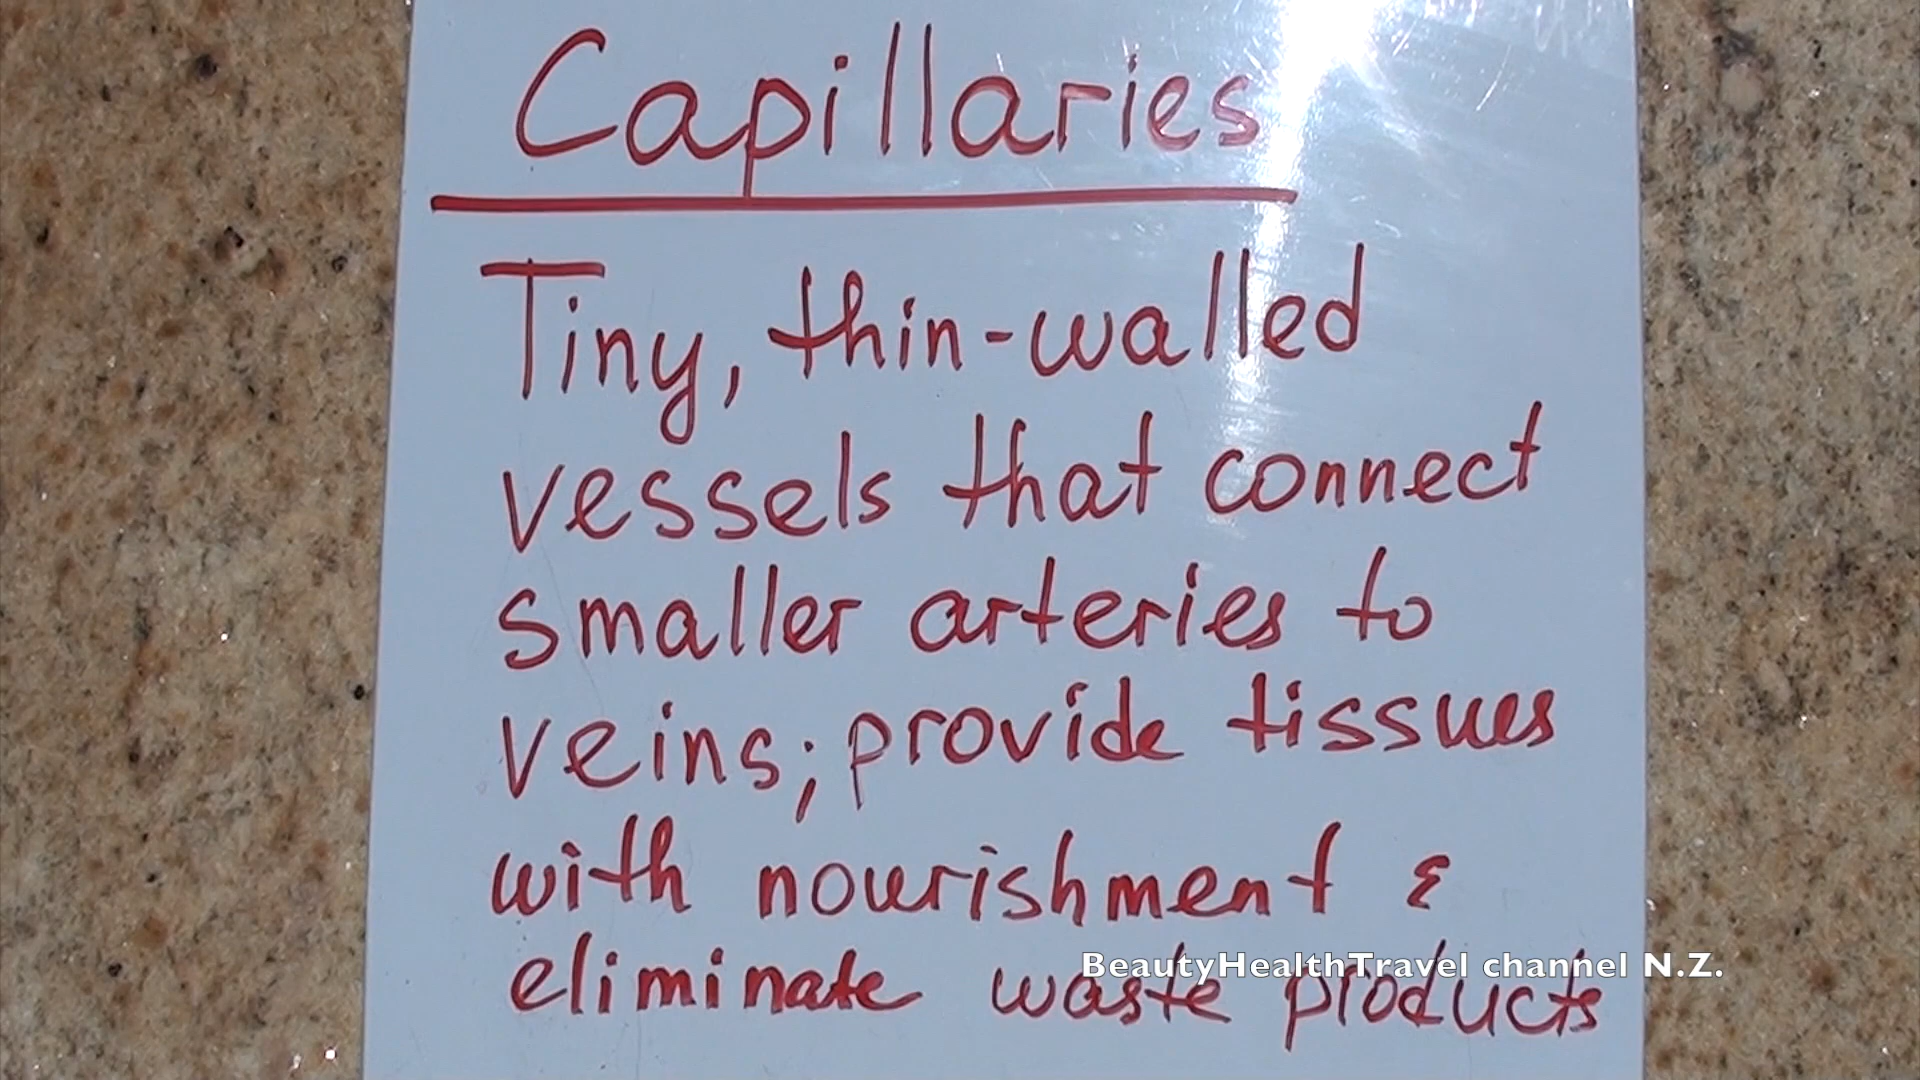 Capillaries
Tiny, thin-walled
vessels that connect
smaller arteries to
veins; provide tissues
with nourishment &
eliminate waste products
BeautyHealthTravel channel N.Z.